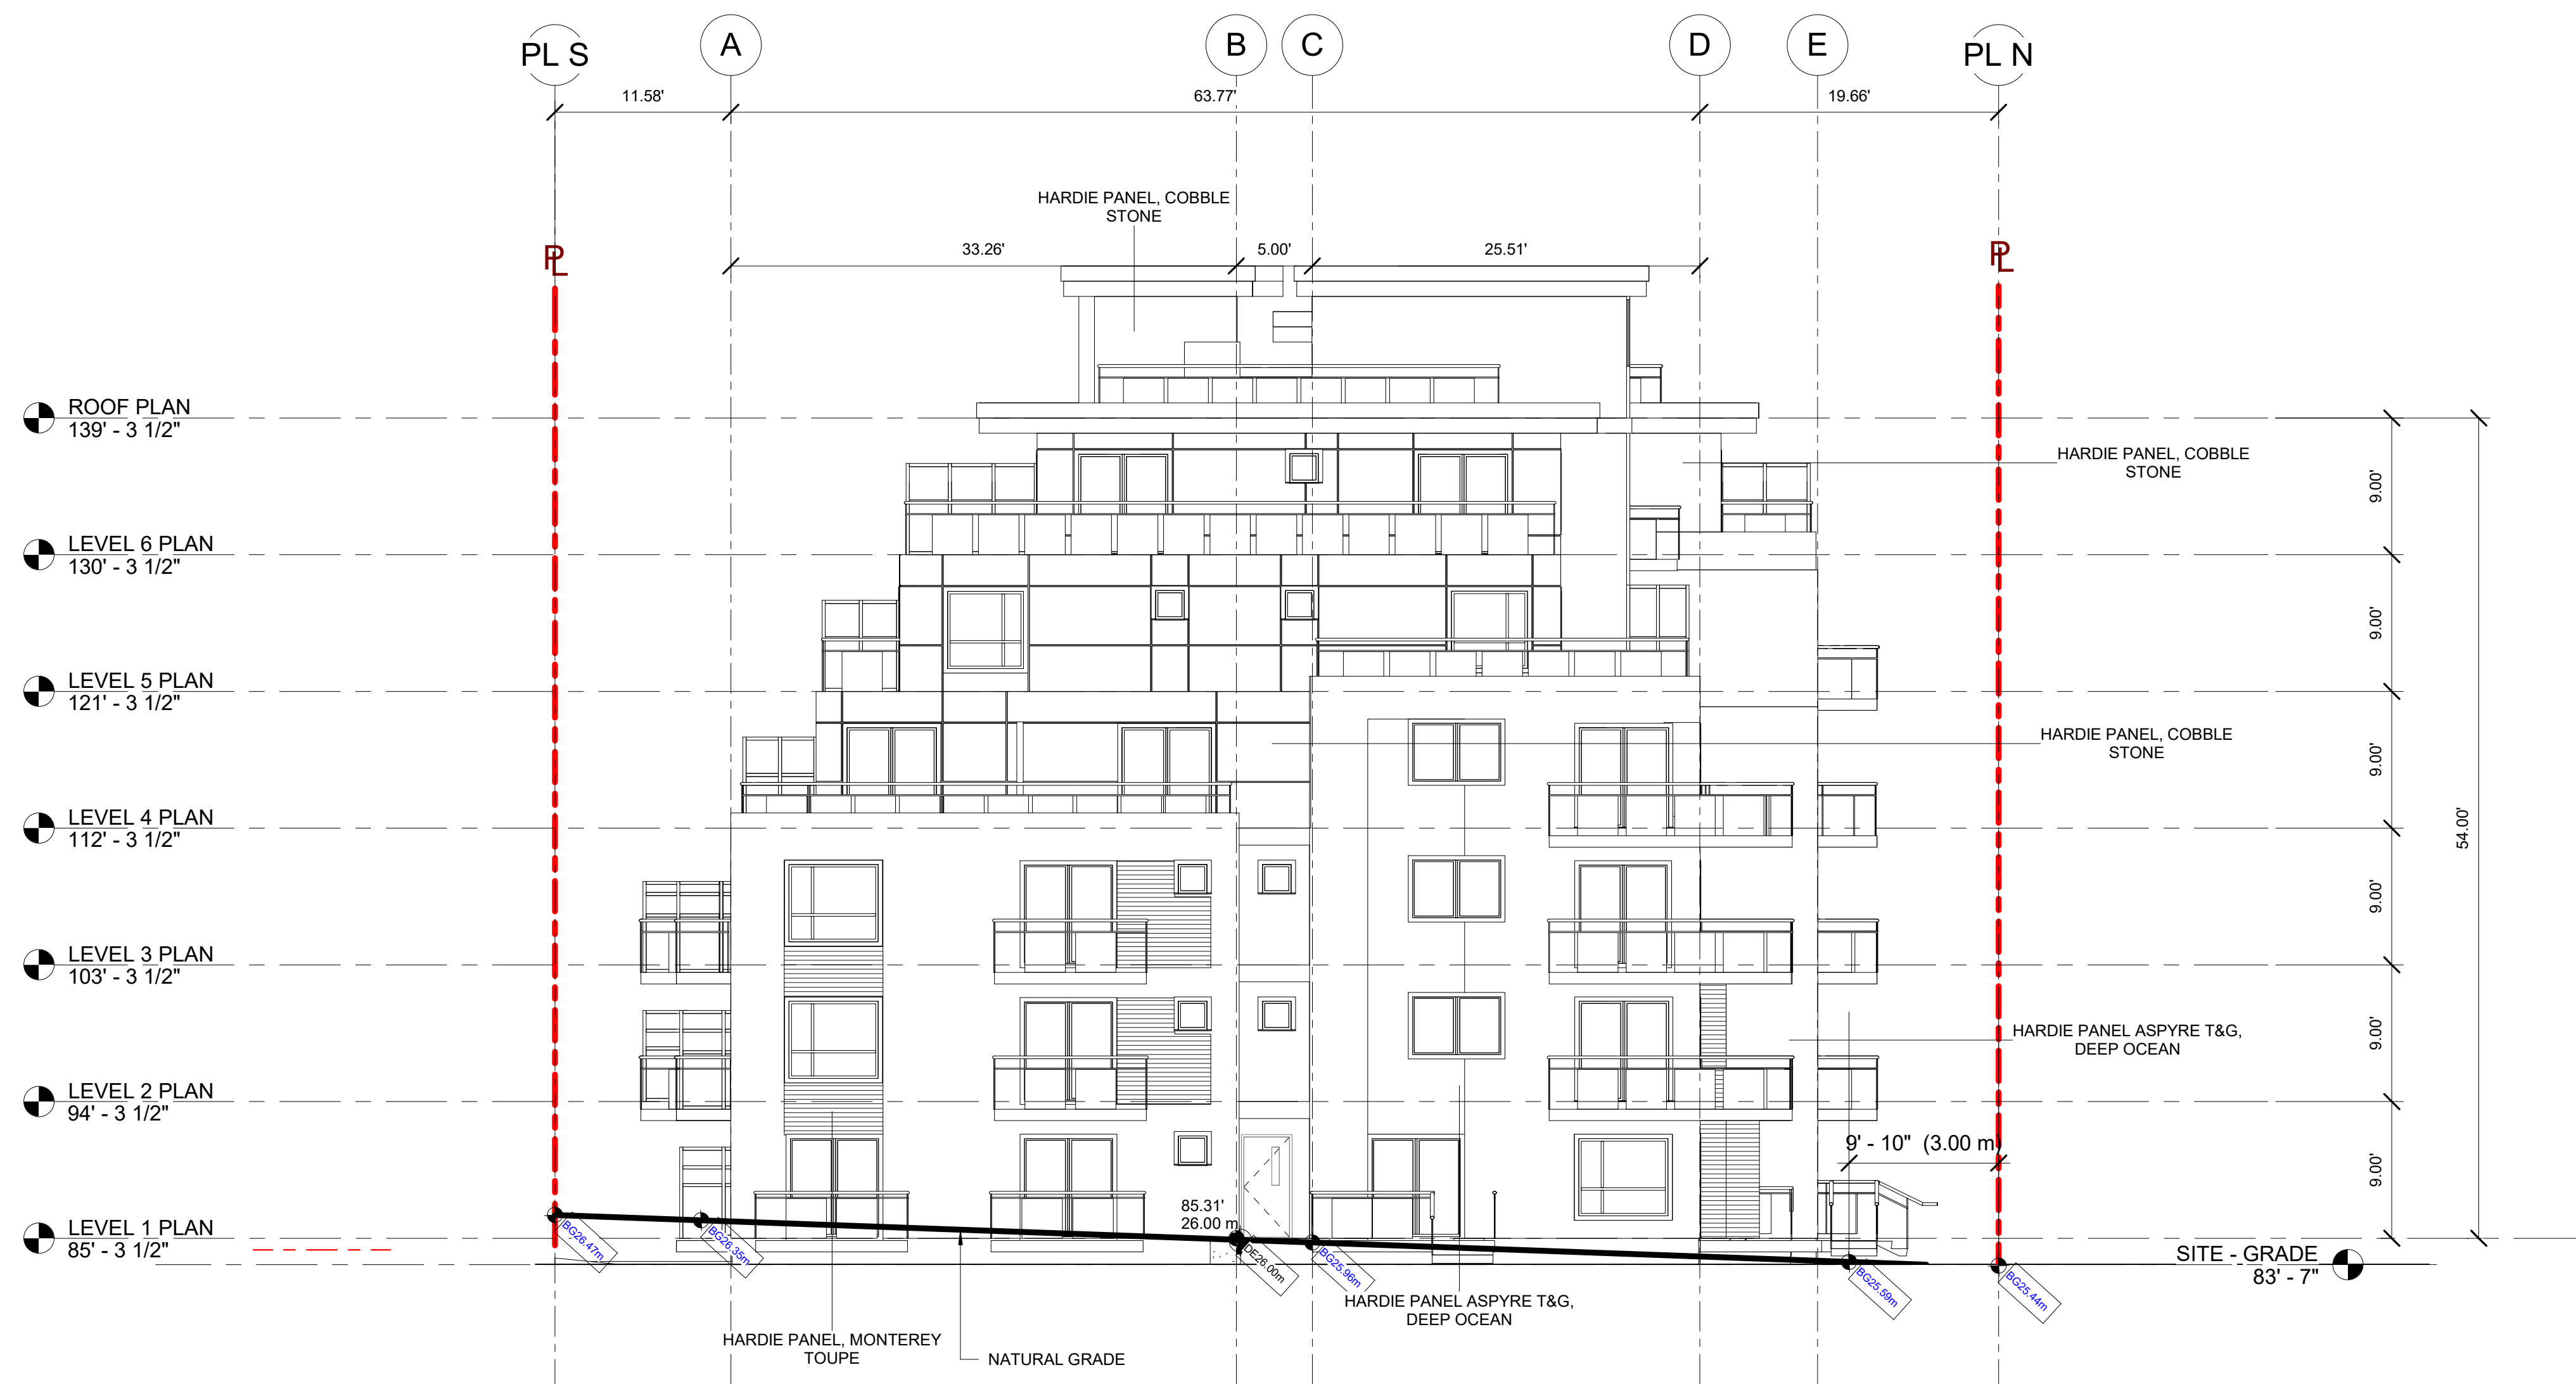 PL S
A
B
C
D
E
PL N
11.58'
63.77'
19.66'
HARDIE PANEL, COBBLE
STONE
33.26'
5.00'
25.51'
PL
PL
ROOF PLAN
139' - 3 1/2"
HARDIE PANEL, COBBLE
STONE
9.00'
LEVEL 6 PLAN
130' - 3 1/2"
9.00'
LEVEL 5 PLAN
121' - 3 1/2"
HARDIE PANEL, COBBLE
STONE
9.00'
LEVEL 4 PLAN
112' - 3 1/2"
54.00'
9.00'
LEVEL 3 PLAN
103' - 3 1/2"
HARDIE PANEL ASPYRE T&G,
DEEP OCEAN
9.00'
LEVEL 2 PLAN
94' - 3 1/2"
9' - 10" (3.00 m)
9.00'
85.31'
26.00 m
LEVEL 1 PLAN
85' - 3 1/2"
BG26.47m
BG26.35m
DE26.00m
BG25.96m
BG25.59m
BG25.44m
SITE - GRADE
83' - 7"
HARDIE PANEL ASPYRE T&G,
DEEP OCEAN
HARDIE PANEL, MONTEREY
TOUPE
NATURAL GRADE